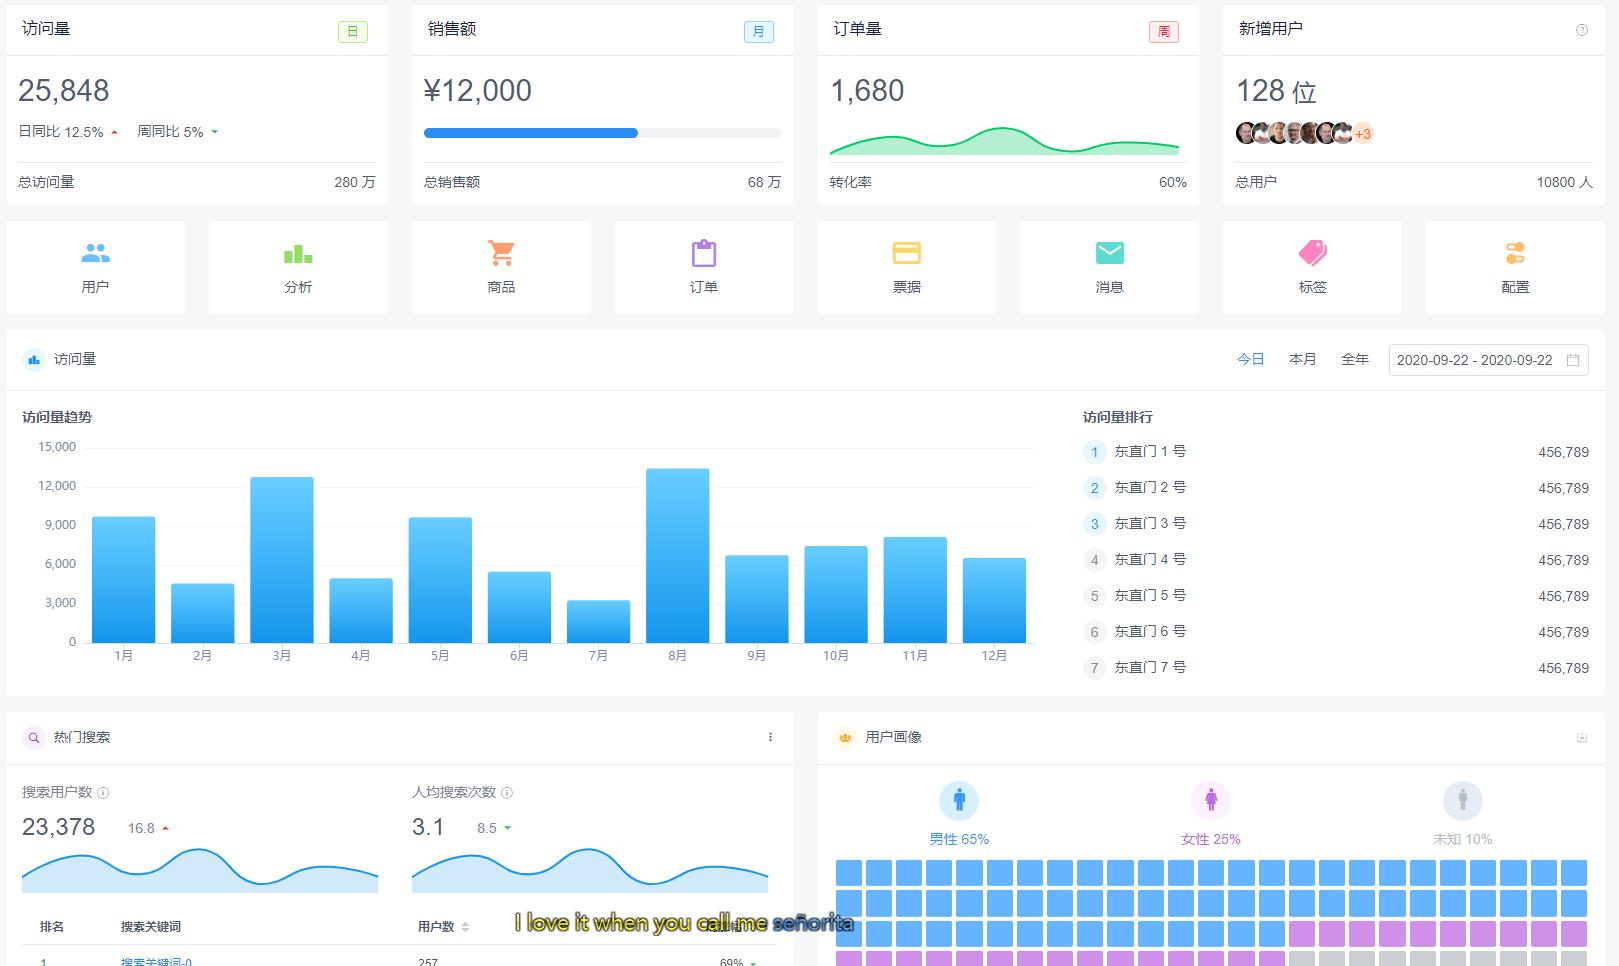 访问量 日
25,848
日同比 12.5% 周同比 5%
总访问量 280 万
销售额 月
¥12,000
总销售额 68 万
订单量 周
1,680
转化率 60%
新增用户
128 位
+3
总用户 10800 人
用户 分析 商品 订单 票据 消息 标签 配置
访问量 今日 本月 全年 2020-09-22 - 2020-09-22
访问量趋势
15,000
12,000
9,000
6,000
3,000
0
1月 2月 3月 4月 5月 6月 7月 8月 9月 10月 11月 12月
访问量排行
1 东直门 1 号 456,789
2 东直门 2 号 456,789
3 东直门 3 号 456,789
4 东直门 4 号 456,789
5 东直门 5 号 456,789
6 东直门 6 号 456,789
7 东直门 7 号 456,789
热门搜索
搜索用户数
23,378 16.8
人均搜索次数
3.1 8.5
排名 搜索关键词 用户数
1 搜索关键词-0 257 69%
用户画像
男性 65% 女性 25% 未知 10%
I love it when you call me señorita